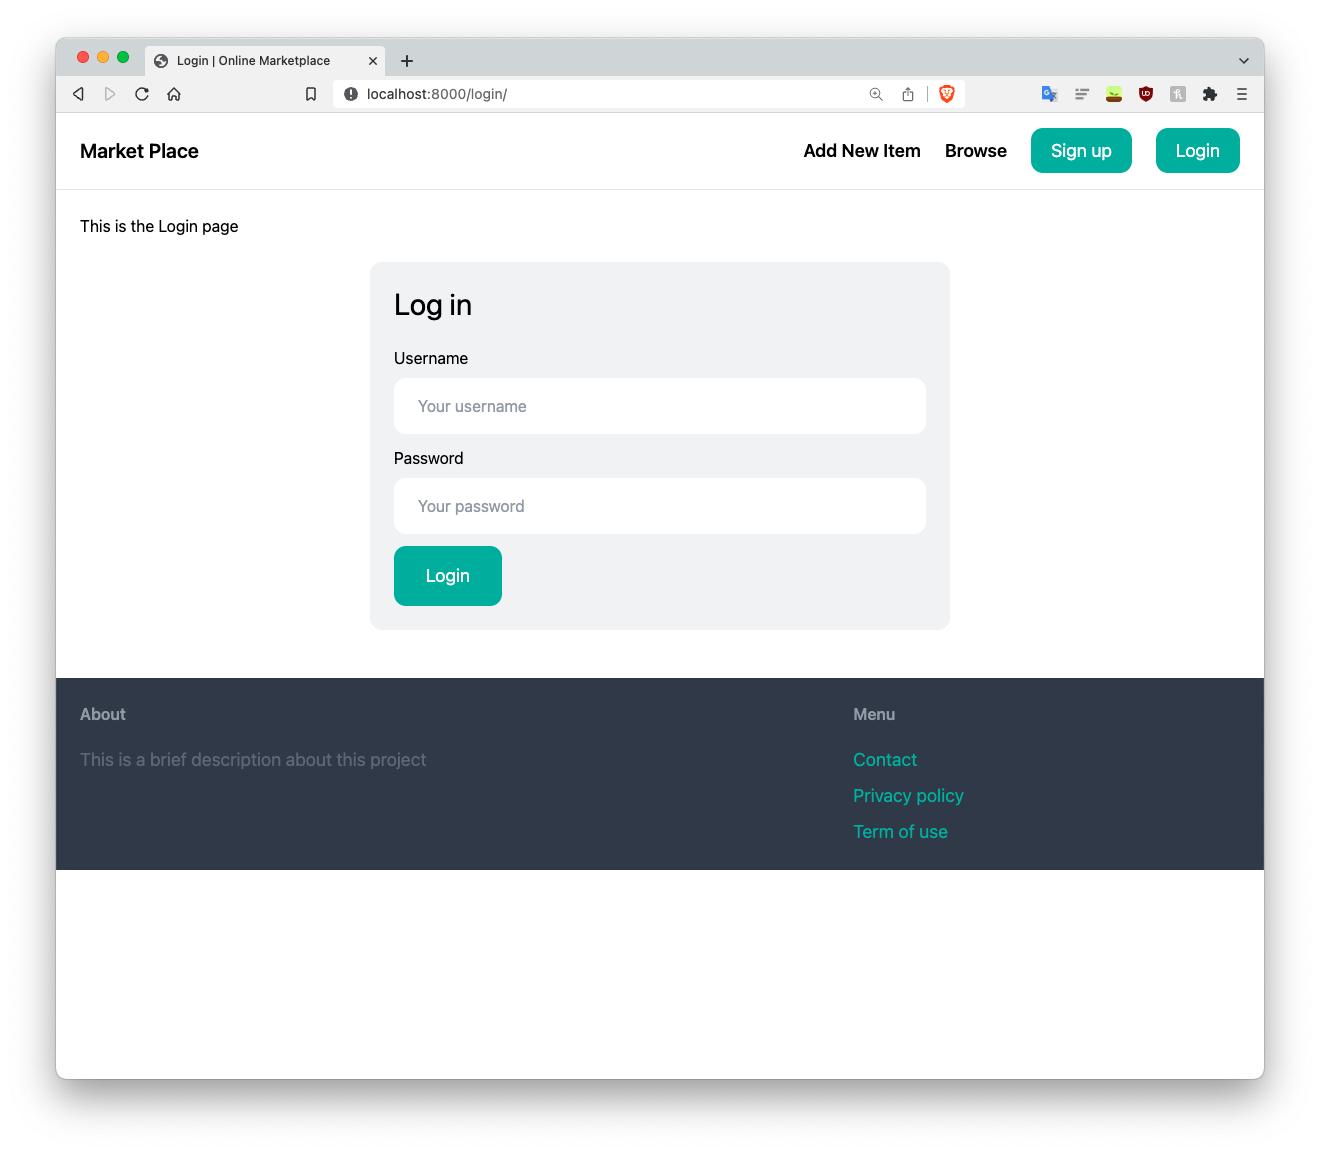 Login | Online Marketplace
localhost:8000/login/
Market Place
Add New Item
Browse
Sign up
Login
This is the Login page
Log in
Username
Your username
Password
Your password
Login
About
This is a brief description about this project
Menu
Contact
Privacy policy
Term of use